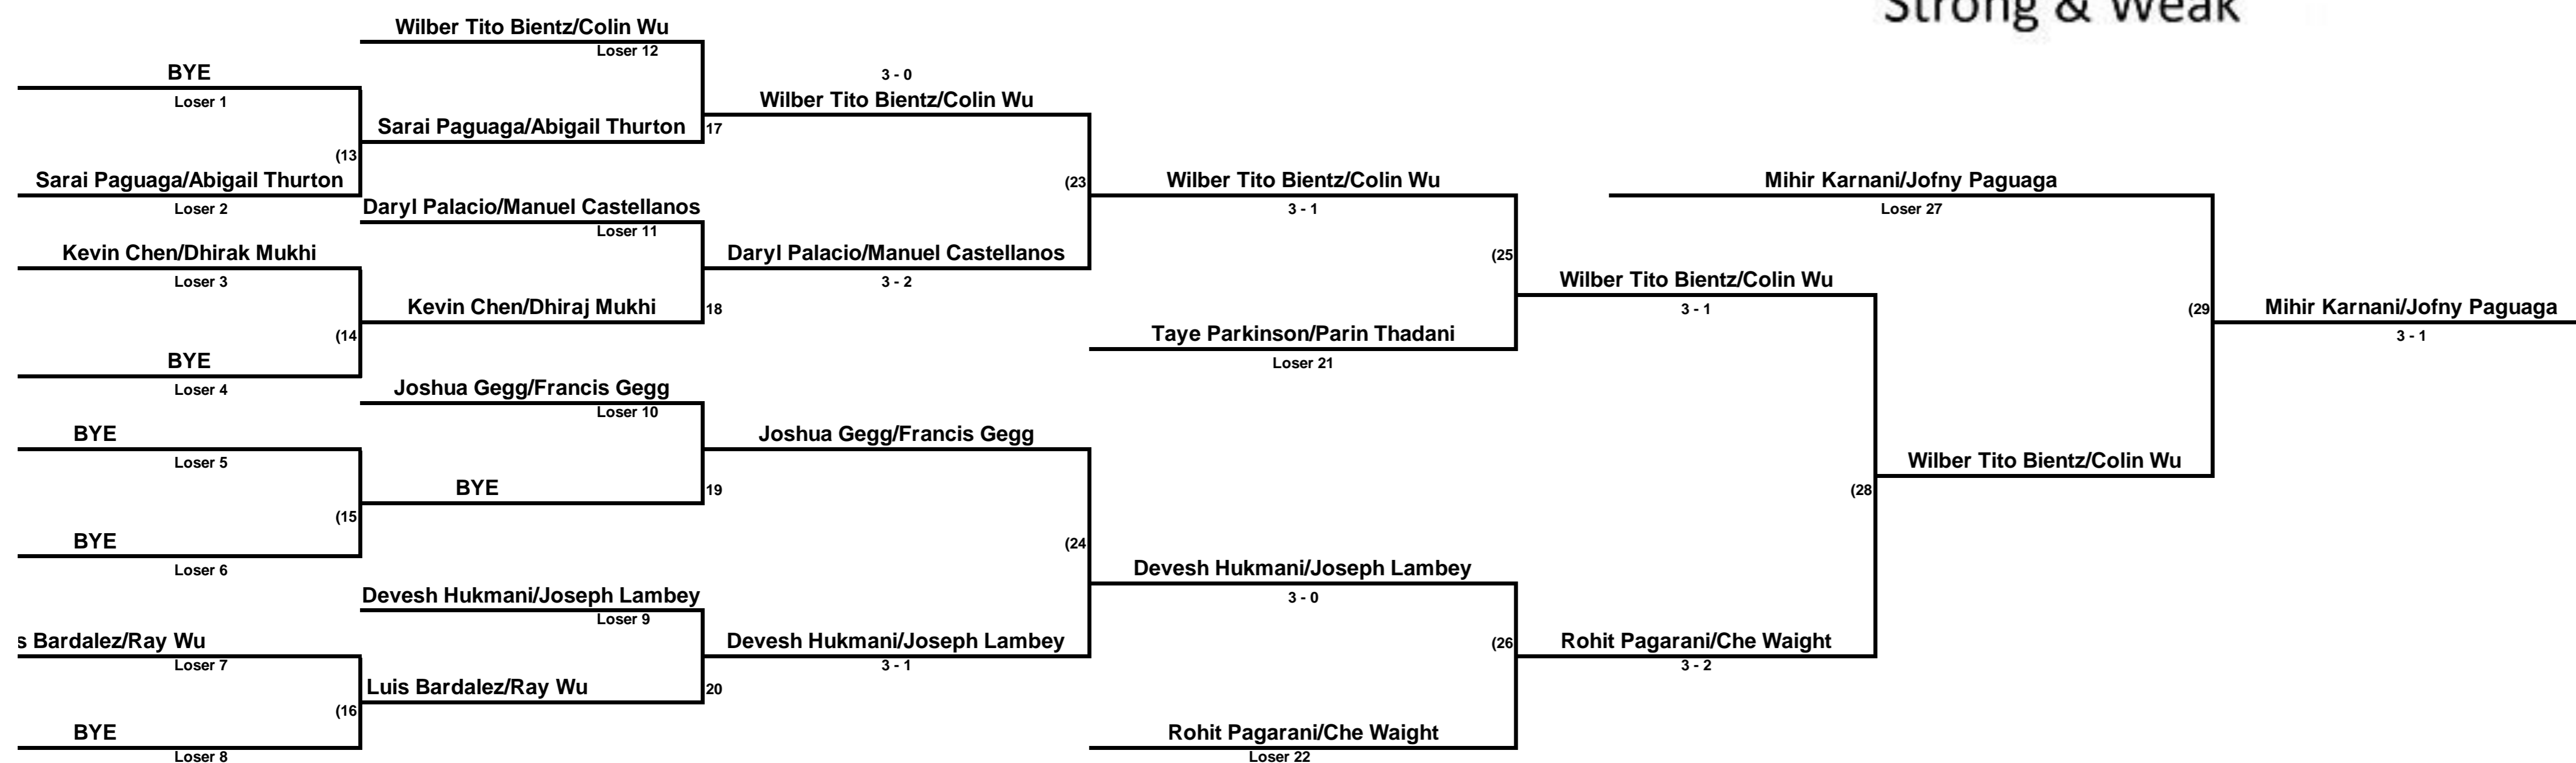 Strong & Weak
Wilber Tito Bientz/Colin Wu
Loser 12
BYE
Loser 1
3 - 0
Wilber Tito Bientz/Colin Wu
Sarai Paguaga/Abigail Thurton
17
(13
Sarai Paguaga/Abigail Thurton
Loser 2
(23
Wilber Tito Bientz/Colin Wu
3 - 1
Mihir Karnani/Jofny Paguaga
Loser 27
Daryl Palacio/Manuel Castellanos
Loser 11
Kevin Chen/Dhirak Mukhi
Loser 3
Daryl Palacio/Manuel Castellanos
3 - 2
(25
Wilber Tito Bientz/Colin Wu
3 - 1
Kevin Chen/Dhiraj Mukhi
18
(29
Mihir Karnani/Jofny Paguaga
3 - 1
(14
Taye Parkinson/Parin Thadani
Loser 21
BYE
Loser 4
Joshua Gegg/Francis Gegg
Loser 10
BYE
Loser 5
Joshua Gegg/Francis Gegg
Wilber Tito Bientz/Colin Wu
BYE
19
(28
(15
BYE
Loser 6
(24
Devesh Hukmani/Joseph Lambey
3 - 0
Devesh Hukmani/Joseph Lambey
Loser 9
s Bardalez/Ray Wu
Loser 7
Devesh Hukmani/Joseph Lambey
3 - 1
(26
Rohit Pagarani/Che Waight
3 - 2
Luis Bardalez/Ray Wu
20
(16
BYE
Loser 8
Rohit Pagarani/Che Waight
Loser 22